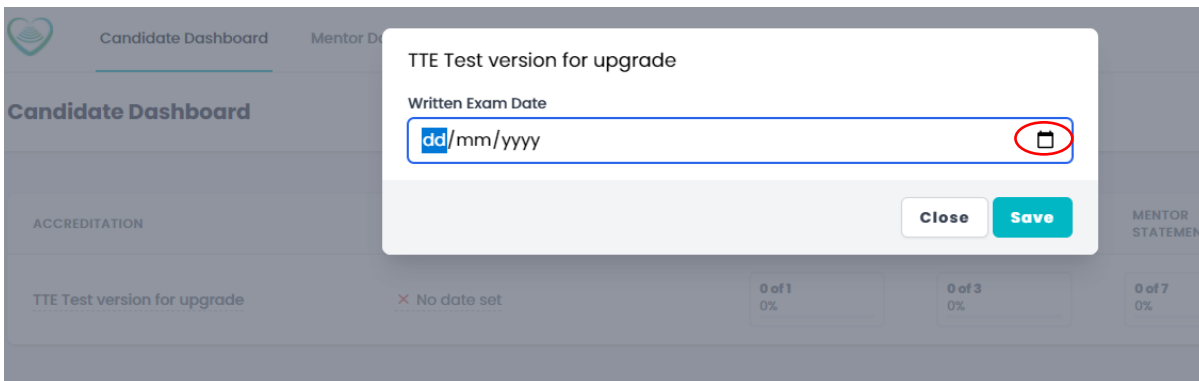 Candidate Dashboard Mentor
TTE Test version for upgrade
Written Exam Date
Candidate Dashboard
dd/mm/yyyy
Close Save
ACCREDITATION
MENTOR
TTE Test version for upgrade × No date set 0 of 1 0 of 3 0 of 7
0% 0% 0%